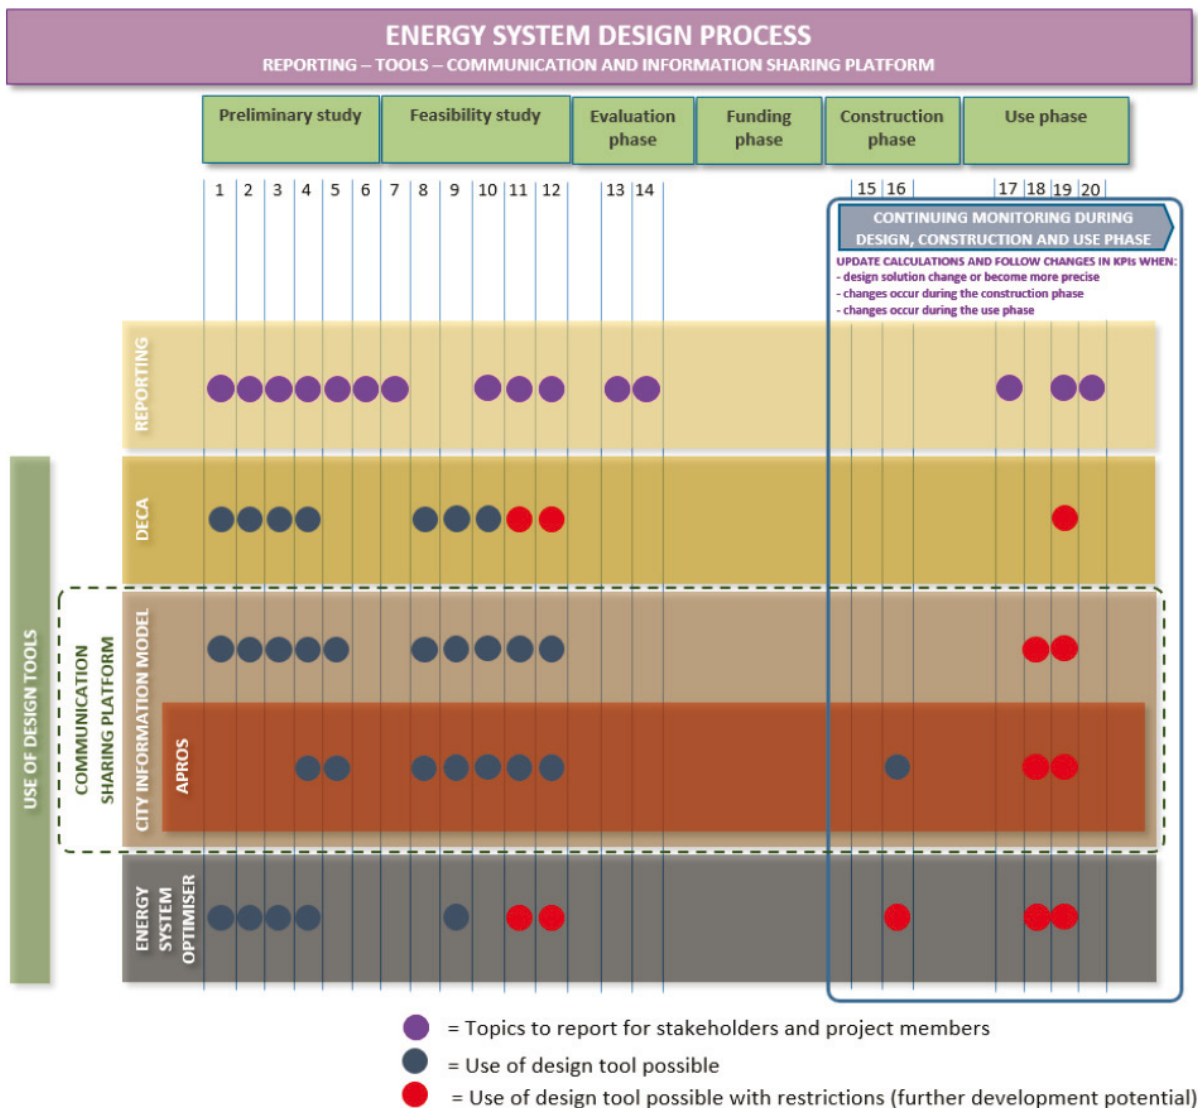 ENERGY SYSTEM DESIGN PROCESS
REPORTING – TOOLS – COMMUNICATION AND INFORMATION SHARING PLATFORM
Preliminary study
Feasibility study
Evaluation
phase
Funding
phase
Construction
phase
Use phase
1 2 3 4 5 6 7 8 9 10 11 12 13 14 15 16 17 18 19 20
CONTINUING MONITORING DURING
DESIGN, CONSTRUCTION AND USE PHASE
UPDATE CALCULATIONS AND FOLLOW CHANGES IN KPIs WHEN:
- design solution change or become more precise
- changes occur during the construction phase
- changes occur during the use phase
REPORTING
USE OF DESIGN TOOLS
DECA
COMMUNICATION
SHARING PLATFORM
CITY INFORMATION MODEL
APROS
ENERGY
SYSTEM
OPTIMISER
= Topics to report for stakeholders and project members
= Use of design tool possible
= Use of design tool possible with restrictions (further development potential)